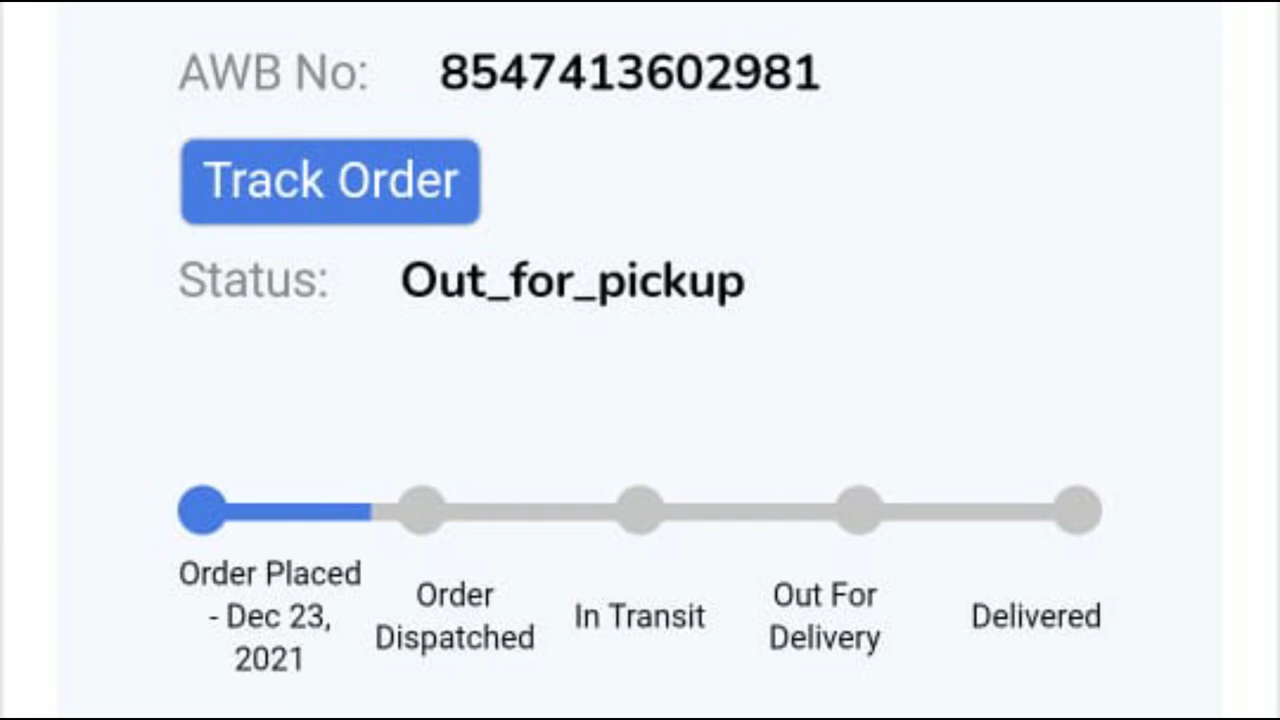 AWB No: 8547413602981
Track Order
Status: Out_for_pickup
Order Placed
- Dec 23,
2021
Order
Dispatched
In Transit
Out For
Delivery
Delivered